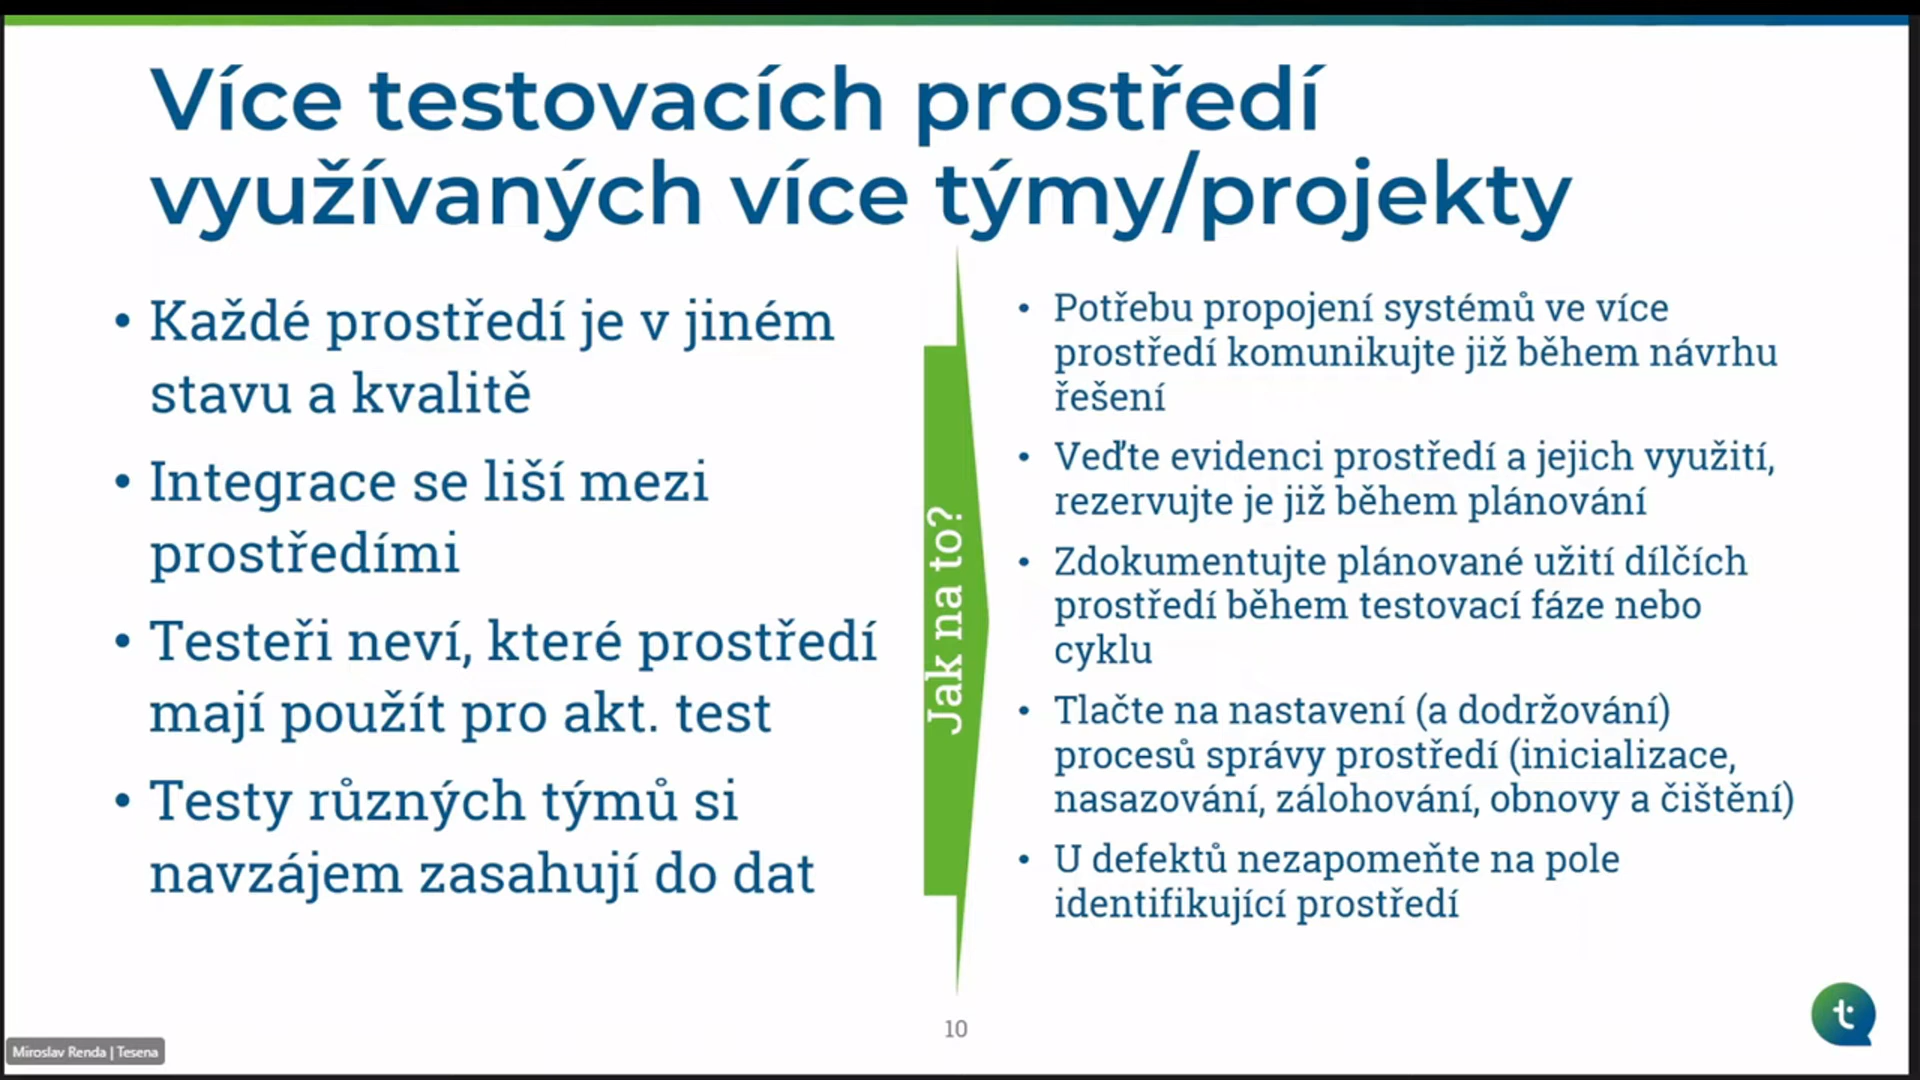 Více testovacích prostředí
využívaných více týmy/projekty
• Každé prostředí je v jiném
stavu a kvalitě
• Integrace se liší mezi
prostředími
• Testeři neví, které prostředí
mají použít pro akt. test
• Testy různých týmů si
navzájem zasahují do dat
Jak na to?
• Potřebu propojení systémů ve více
prostředí komunikujte již během návrhu
řešení
• Veďte evidenci prostředí a jejich využití,
rezervujte je již během plánování
• Zdokumentujte plánované užití dílčích
prostředí během testovací fáze nebo
cyklu
• Tlačte na nastavení (a dodržování)
procesů správy prostředí (inicializace,
nasazování, zálohování, obnovy a čištění)
• U defektů nezapomeňte na pole
identifikující prostředí
10
t
Miroslav Renda | Tesena